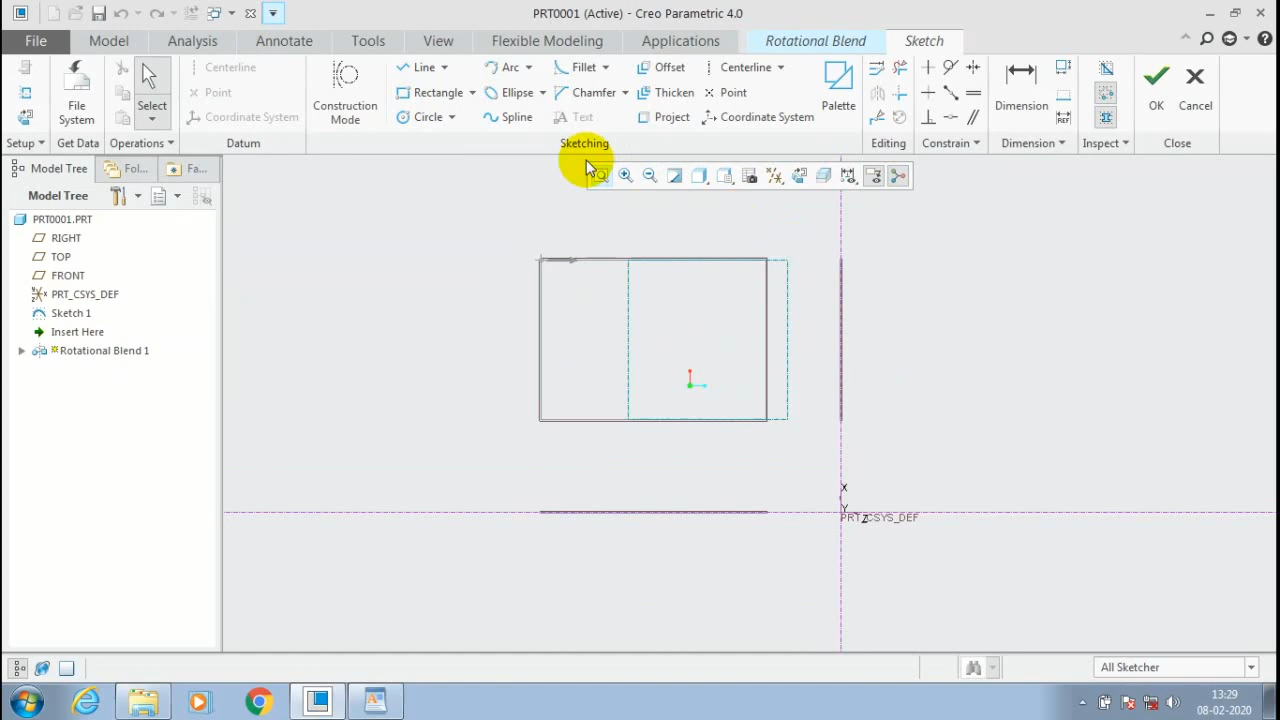 PRT0001 (Active) - Creo Parametric 4.0
File Model Analysis Annotate Tools View Flexible Modeling Applications Rotational Blend Sketch
File System
Select
Centerline
Point
Coordinate System
Construction Mode
Line
Rectangle
Circle
Arc
Ellipse
Spline
Fillet
Chamfer
Text
Offset
Thicken
Project
Centerline
Point
Coordinate System
Palette
Dimension
REF
OK
Cancel
Setup Get Data Operations Datum Sketching Editing Constrain Dimension Inspect Close
Model Tree Fol... Fa...
Model Tree
PRT0001.PRT
RIGHT
TOP
FRONT
PRT_CSYS_DEF
Sketch 1
Insert Here
Rotational Blend 1
X
Y
Z
PRT_CSYS_DEF
All Sketcher
13:29
08-02-2020